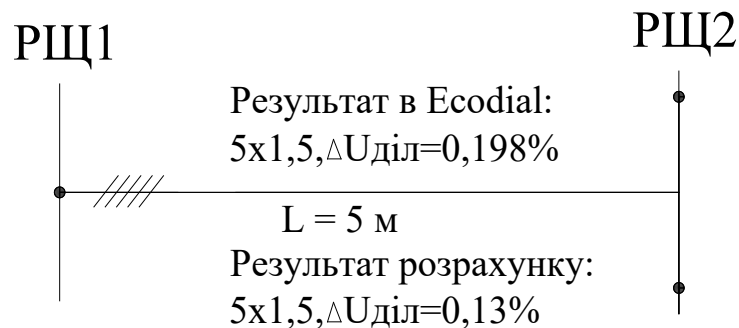 РЩ1
РЩ2
Результат в Ecodial:
5x1,5,△Uділ=0,198%
L = 5 м
Результат розрахунку:
5x1,5,△Uділ=0,13%